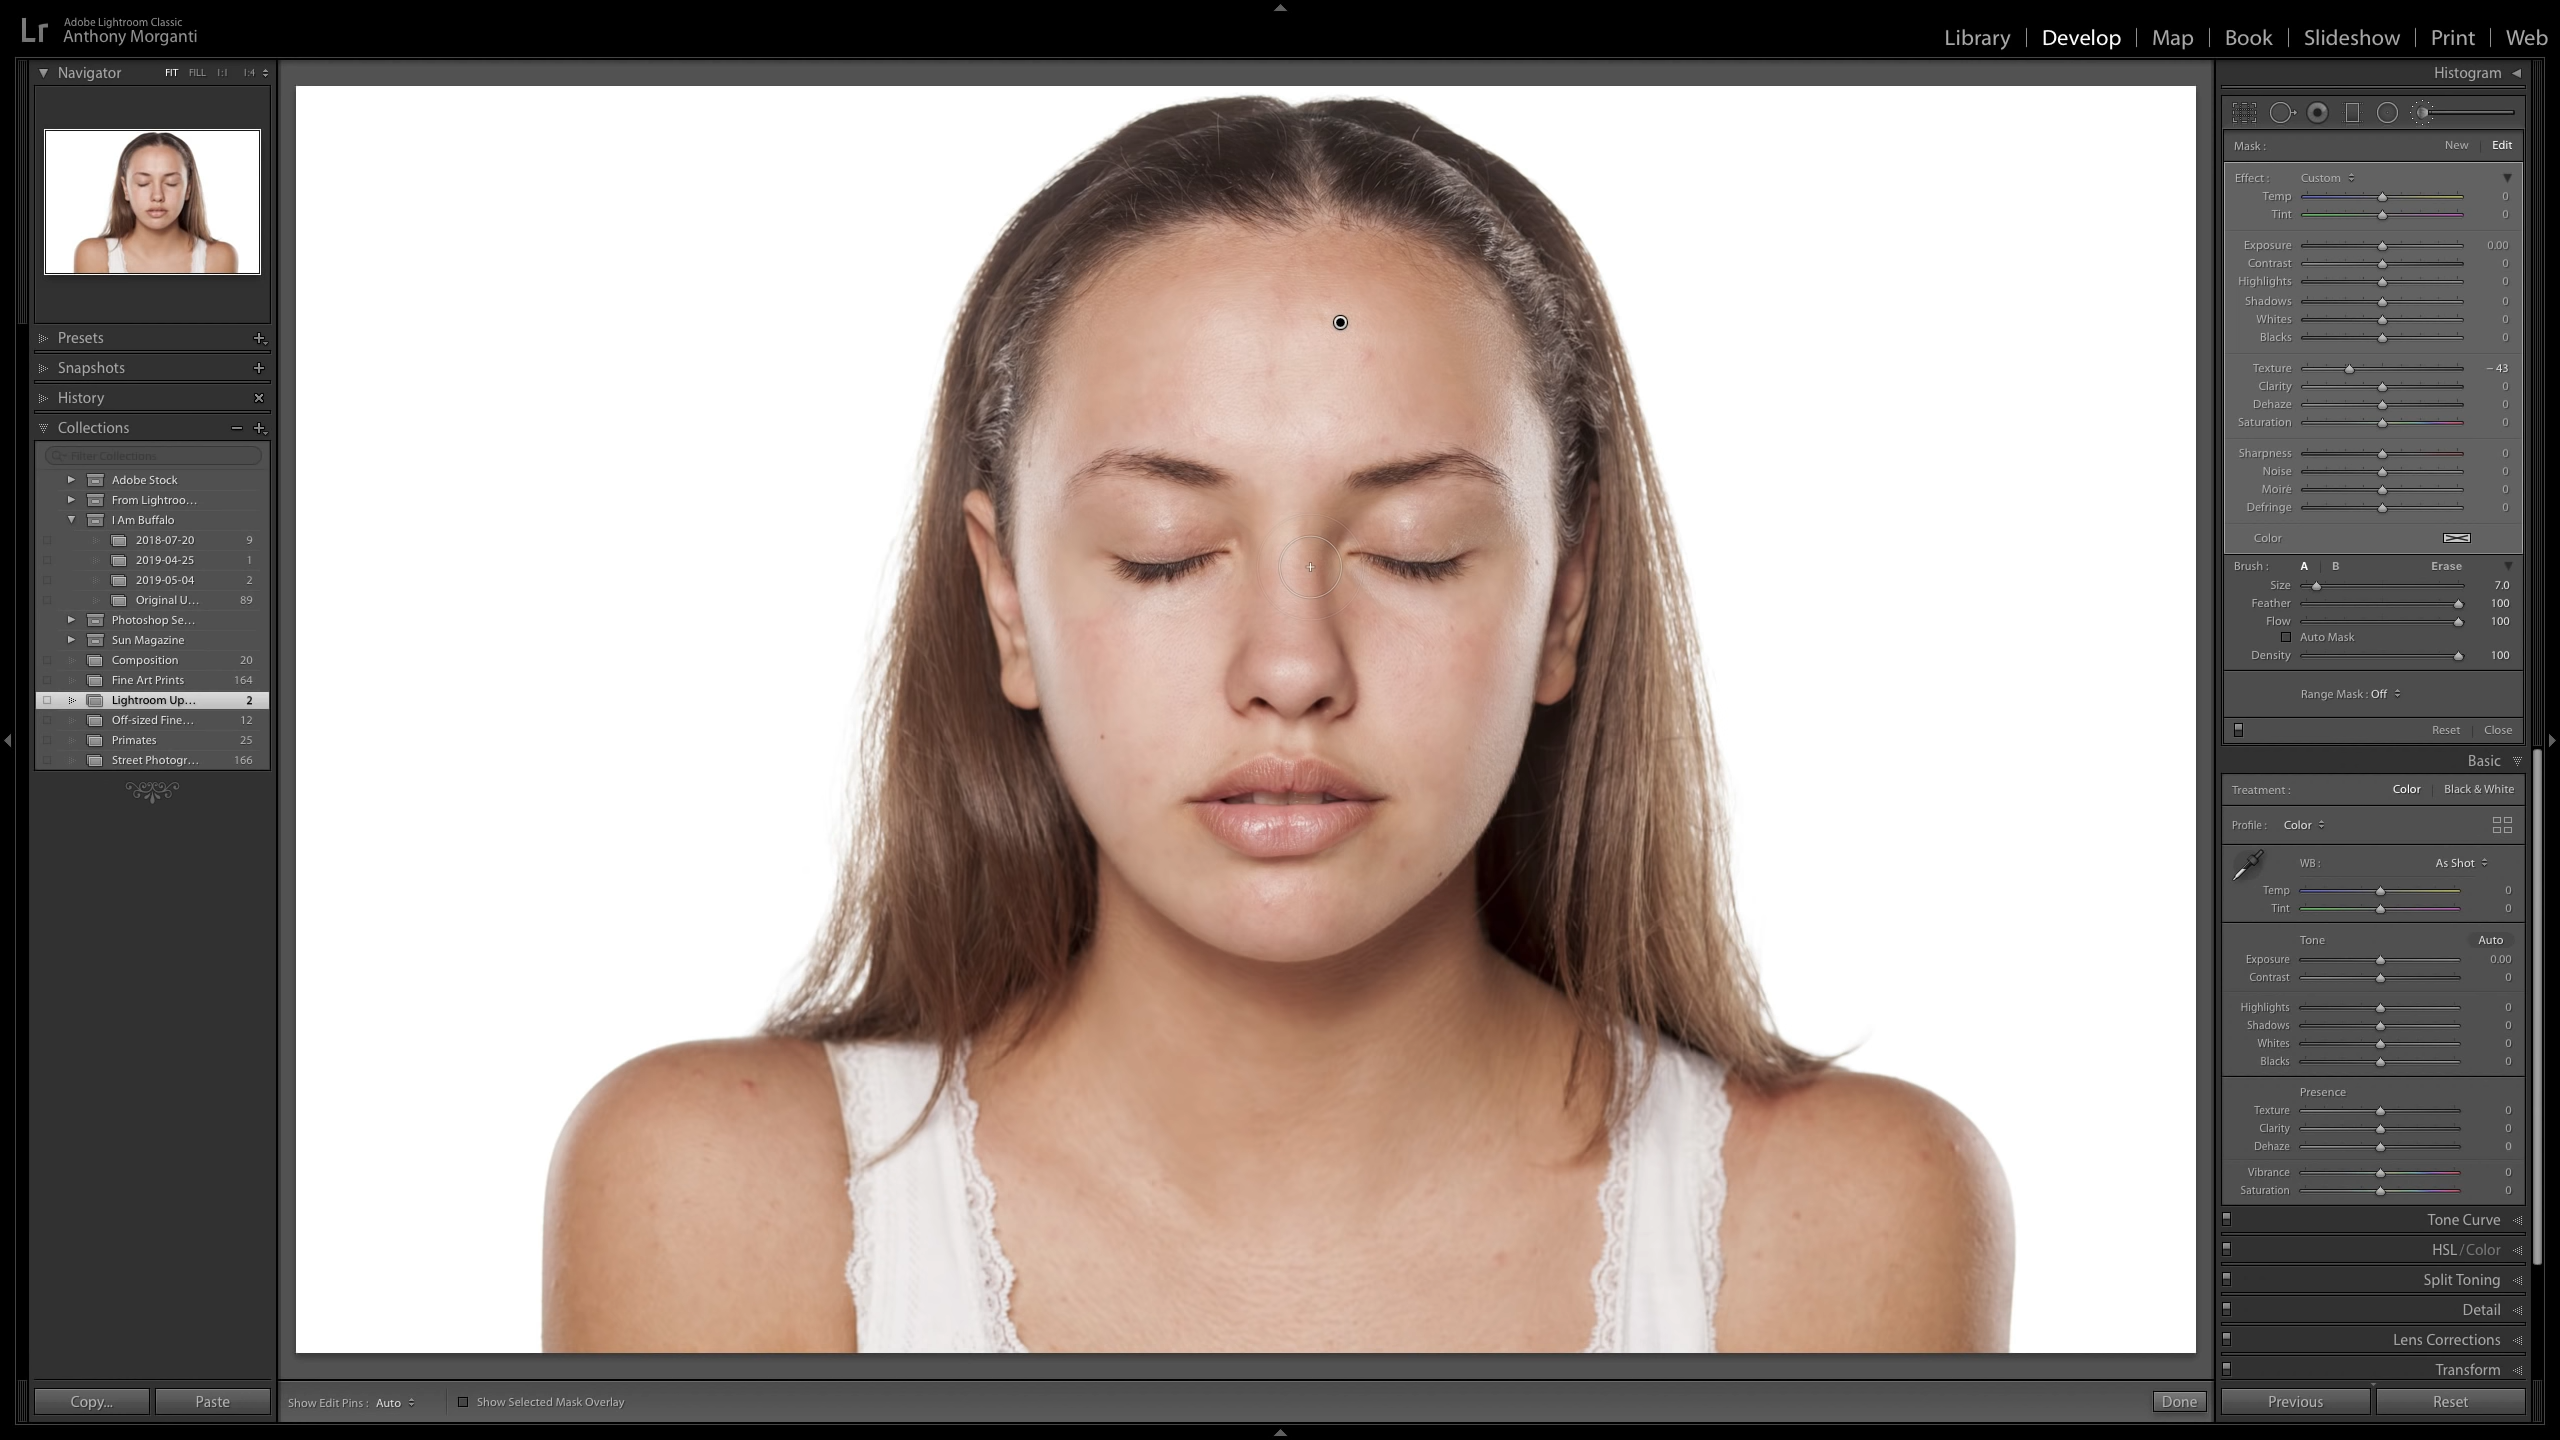 Lr
Adobe Lightroom Classic
Anthony Morganti
Library | Develop | Map | Book | Slideshow | Print | Web
Navigator FIT FILL 1:1 1:4
Presets
Snapshots
History
Collections
Filter Collections
Adobe Stock
From Lightroo...
I Am Buffalo
2018-07-20 9
2019-04-25 1
2019-05-04 2
Original U... 89
Photoshop Se...
Sun Magazine
Composition 20
Fine Art Prints 164
Lightroom Up... 2
Off-sized Fine... 12
Primates 25
Street Photogr... 166
Copy... Paste
Show Edit Pins : Auto Show Selected Mask Overlay Done
Histogram
Mask : New | Edit
Effect : Custom
Temp 0
Tint 0
Exposure 0.00
Contrast 0
Highlights 0
Shadows 0
Whites 0
Blacks 0
Texture – 43
Clarity 0
Dehaze 0
Saturation 0
Sharpness 0
Noise 0
Moiré 0
Defringe 0
Color
Brush : A | B Erase
Size 7.0
Feather 100
Flow 100
Auto Mask
Density 100
Range Mask : Off
Reset | Close
Basic
Treatment : Color | Black & White
Profile : Color
WB : As Shot
Temp 0
Tint 0
Tone Auto
Exposure 0.00
Contrast 0
Highlights 0
Shadows 0
Whites 0
Blacks 0
Presence
Texture 0
Clarity 0
Dehaze 0
Vibrance 0
Saturation 0
Tone Curve
HSL / Color
Split Toning
Detail
Lens Corrections
Transform
Previous Reset